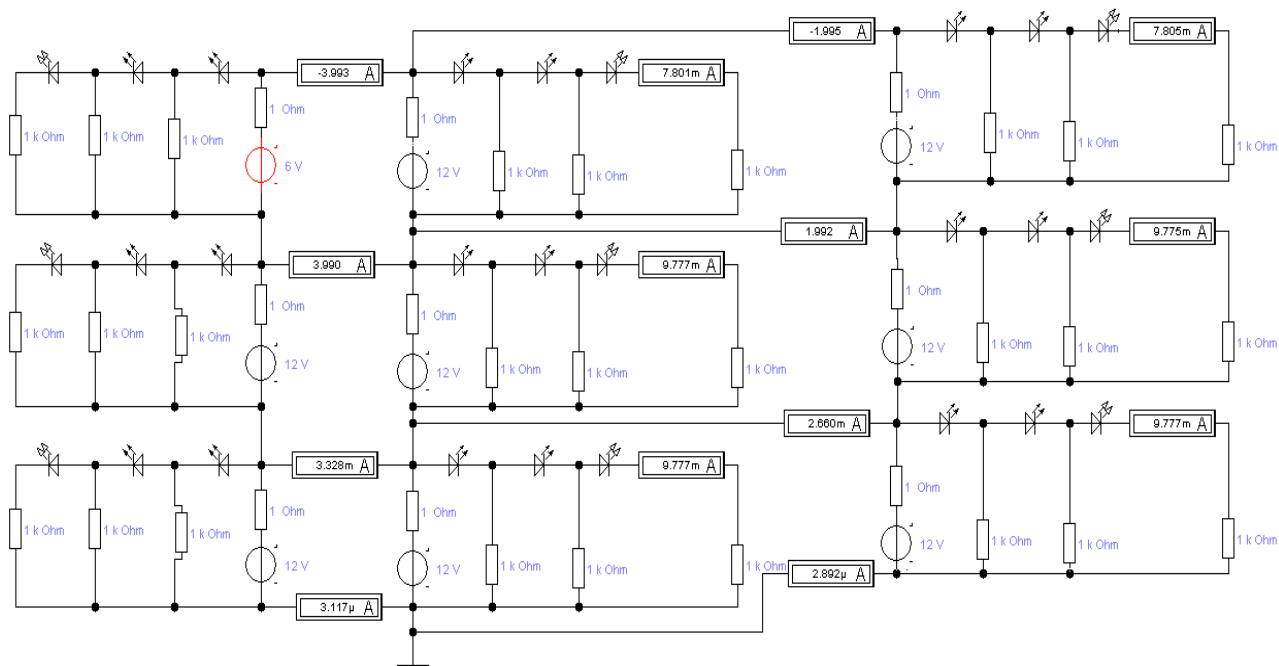 -1.995 A
7.805m A
-3.993 A
7.801m A
1 Ohm
1 Ohm
1 Ohm
1 k Ohm
1 k Ohm
1 k Ohm
6 V
12 V
1 k Ohm
1 k Ohm
1 k Ohm
12 V
1 k Ohm
1 k Ohm
1 k Ohm
1.992 A
9.775m A
3.990 A
9.777m A
1 Ohm
1 Ohm
1 Ohm
1 k Ohm
1 k Ohm
1 k Ohm
12 V
12 V
1 k Ohm
1 k Ohm
1 k Ohm
12 V
1 k Ohm
1 k Ohm
1 k Ohm
2.660m A
9.777m A
3.328m A
9.777m A
1 Ohm
1 Ohm
1 Ohm
1 k Ohm
1 k Ohm
1 k Ohm
12 V
12 V
1 k Ohm
1 k Ohm
1 k Ohm
12 V
1 k Ohm
1 k Ohm
1 k Ohm
2.892µ A
3.117µ A